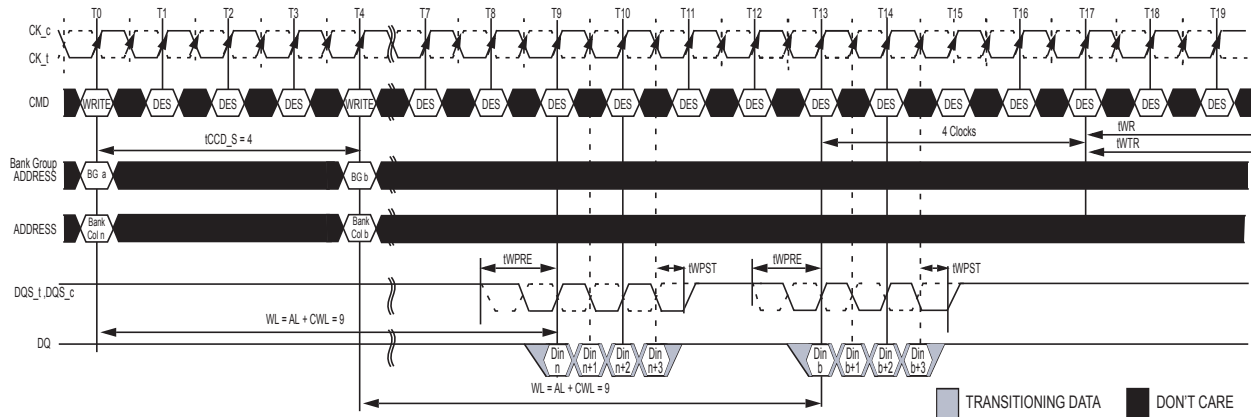 T0 T1 T2 T3 T4 T7 T8 T9 T10 T11 T12 T13 T14 T15 T16 T17 T18 T19
CK_c
CK_t
CMD WRITE DES DES DES WRITE DES DES DES DES DES DES DES DES DES DES DES DES DES
tCCD_S = 4
4 Clocks
tWR
tWTR
Bank Group
ADDRESS
BG a
BG b
ADDRESS
Bank
Col n
Bank
Col b
tWPRE
tWPST
tWPRE
tWPST
DQS_t ,DQS_c
WL = AL + CWL = 9
DQ
Din
n
Din
n+1
Din
n+2
Din
n+3
Din
b
Din
b+1
Din
b+2
Din
b+3
WL = AL + CWL = 9
TRANSITIONING DATA
DON'T CARE